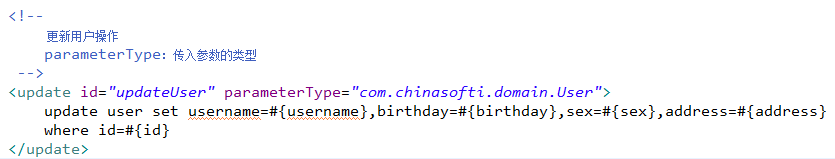 <!--
更新用户操作
parameterType：传入参数的类型
-->
<update id="updateUser" parameterType="com.chinasofti.domain.User">
update user set username=#{username},birthday=#{birthday},sex=#{sex},address=#{address}
where id=#{id}
</update>